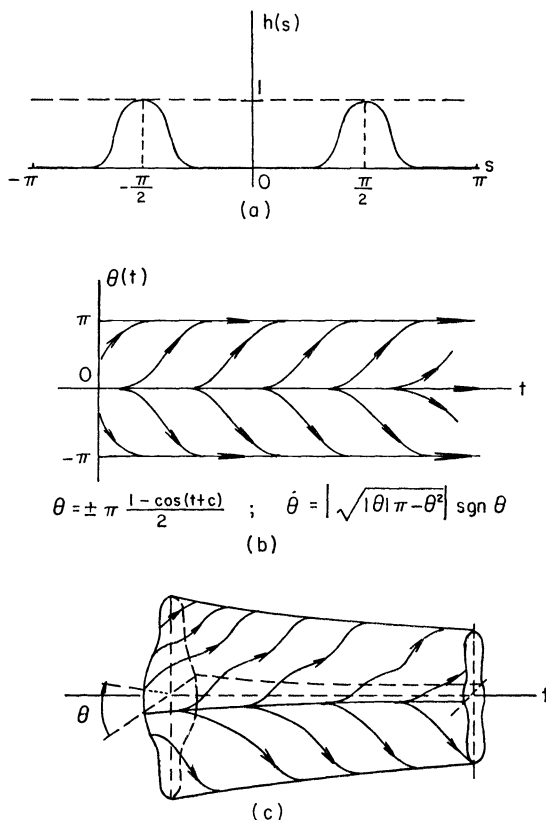 h(s)
1
-π -π/2 0 π/2 π s
(a)
θ(t)
π
0 t
-π
θ = ± π (1-cos(t+c))/2 ; θ̇ = |√(|θ|π-θ²)| sgn θ
(b)
θ t
(c)